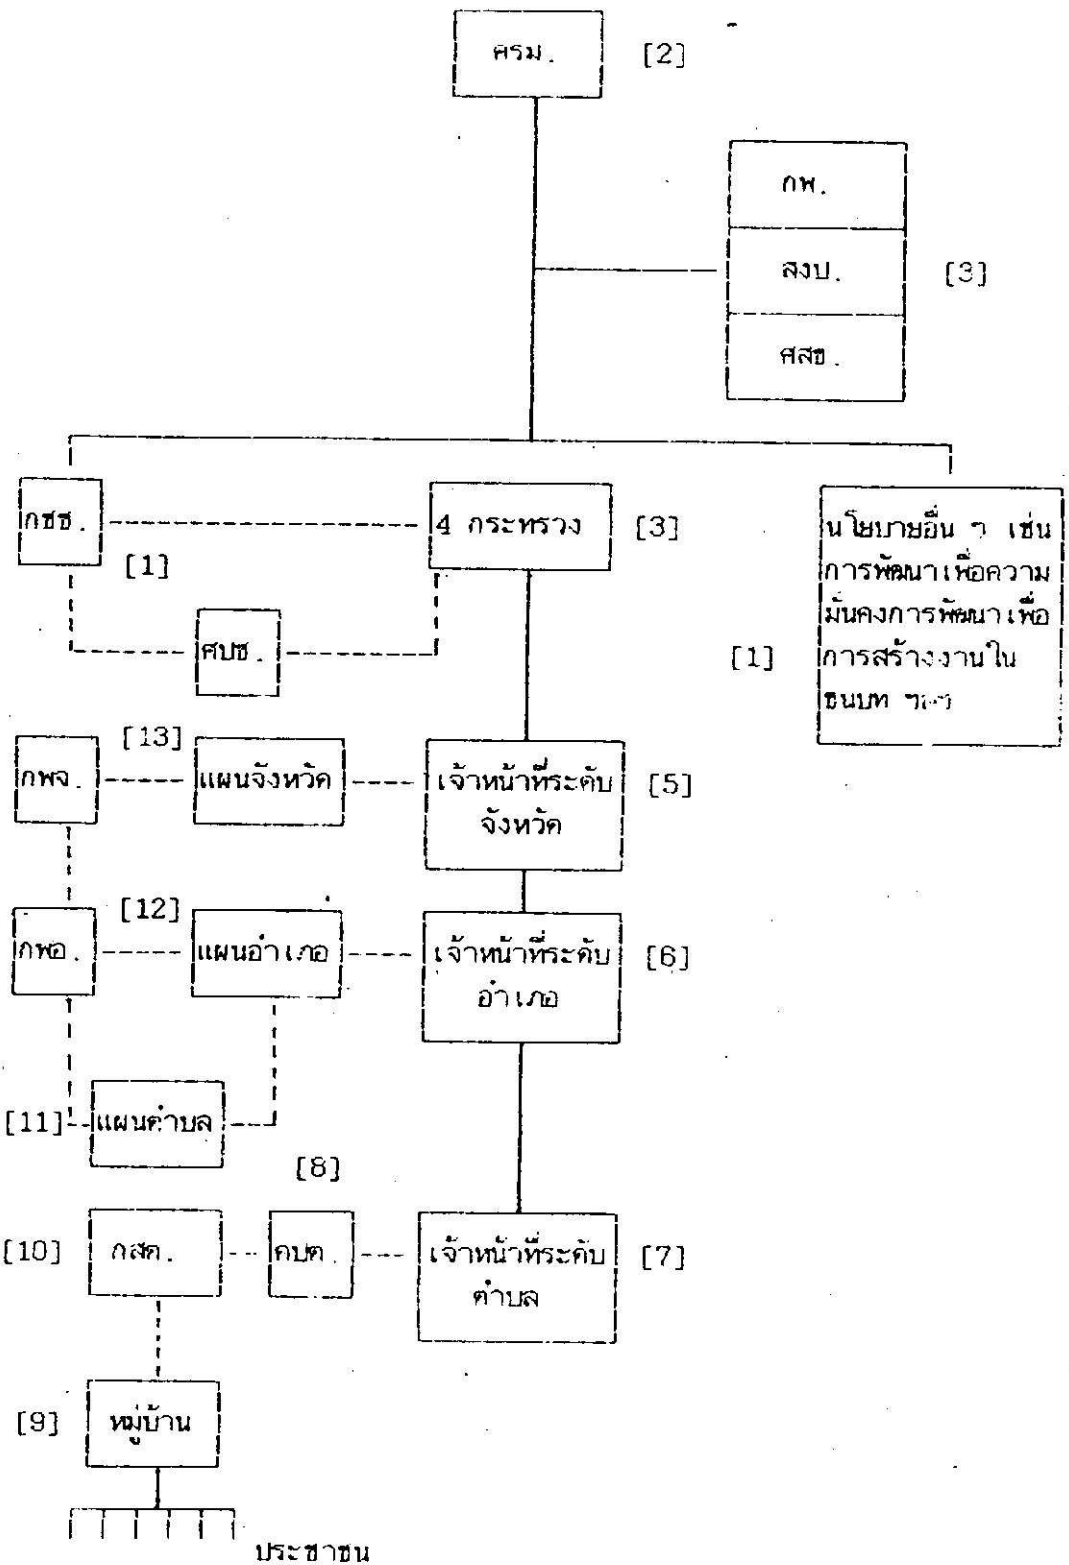 ครม. [2]
กพ.
สงป. [3]
ศสช.
กชช. 4 กระทรวง [3]
[1]
ศปช.
นโยบายอื่น ๆ เช่น
การพัฒนาเพื่อความ
มั่นคงการพัฒนาเพื่อ
[1] การสร้างงานใน
ชนบท ฯลฯ
[13]
กพจ. แผนจังหวัด เจ้าหน้าที่ระดับ [5]
จังหวัด
[12]
กพอ. แผนอำเภอ เจ้าหน้าที่ระดับ [6]
อำเภอ
[11] แผนตำบล
[8]
[10] กสต. คปต. เจ้าหน้าที่ระดับ [7]
ตำบล
[9] หมู่บ้าน
ประชาชน